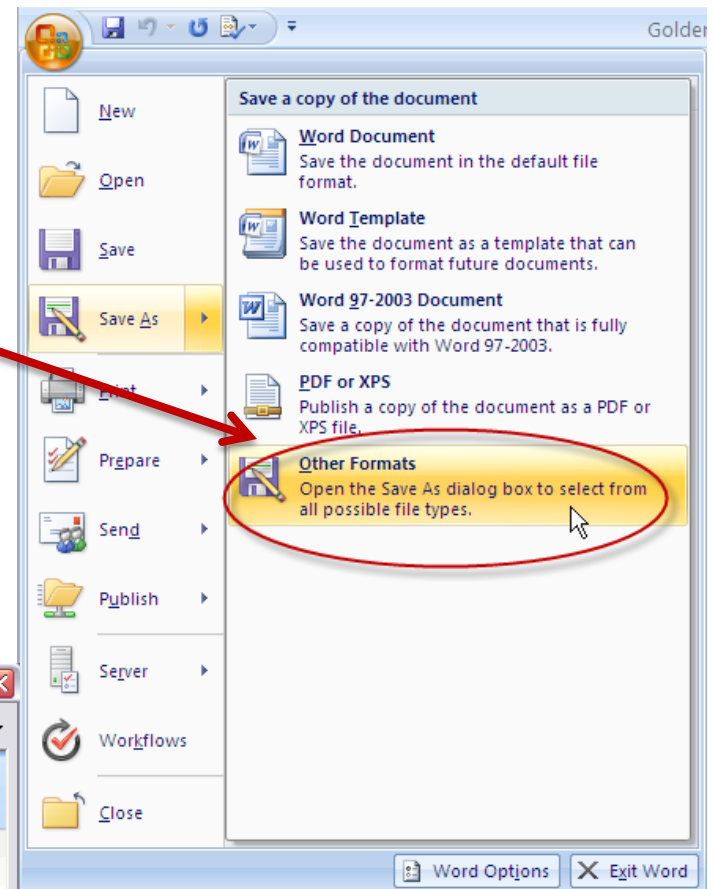 Golder
New
Open
Save
Save As
Print
Prepare
Send
Publish
Server
Workflows
Close
Save a copy of the document
Word Document
Save the document in the default file
format.
Word Template
Save the document as a template that can
be used to format future documents.
Word 97-2003 Document
Save a copy of the document that is fully
compatible with Word 97-2003.
PDF or XPS
Publish a copy of the document as a PDF or
XPS file.
Other Formats
Open the Save As dialog box to select from
all possible file types.
Word Options
Exit Word